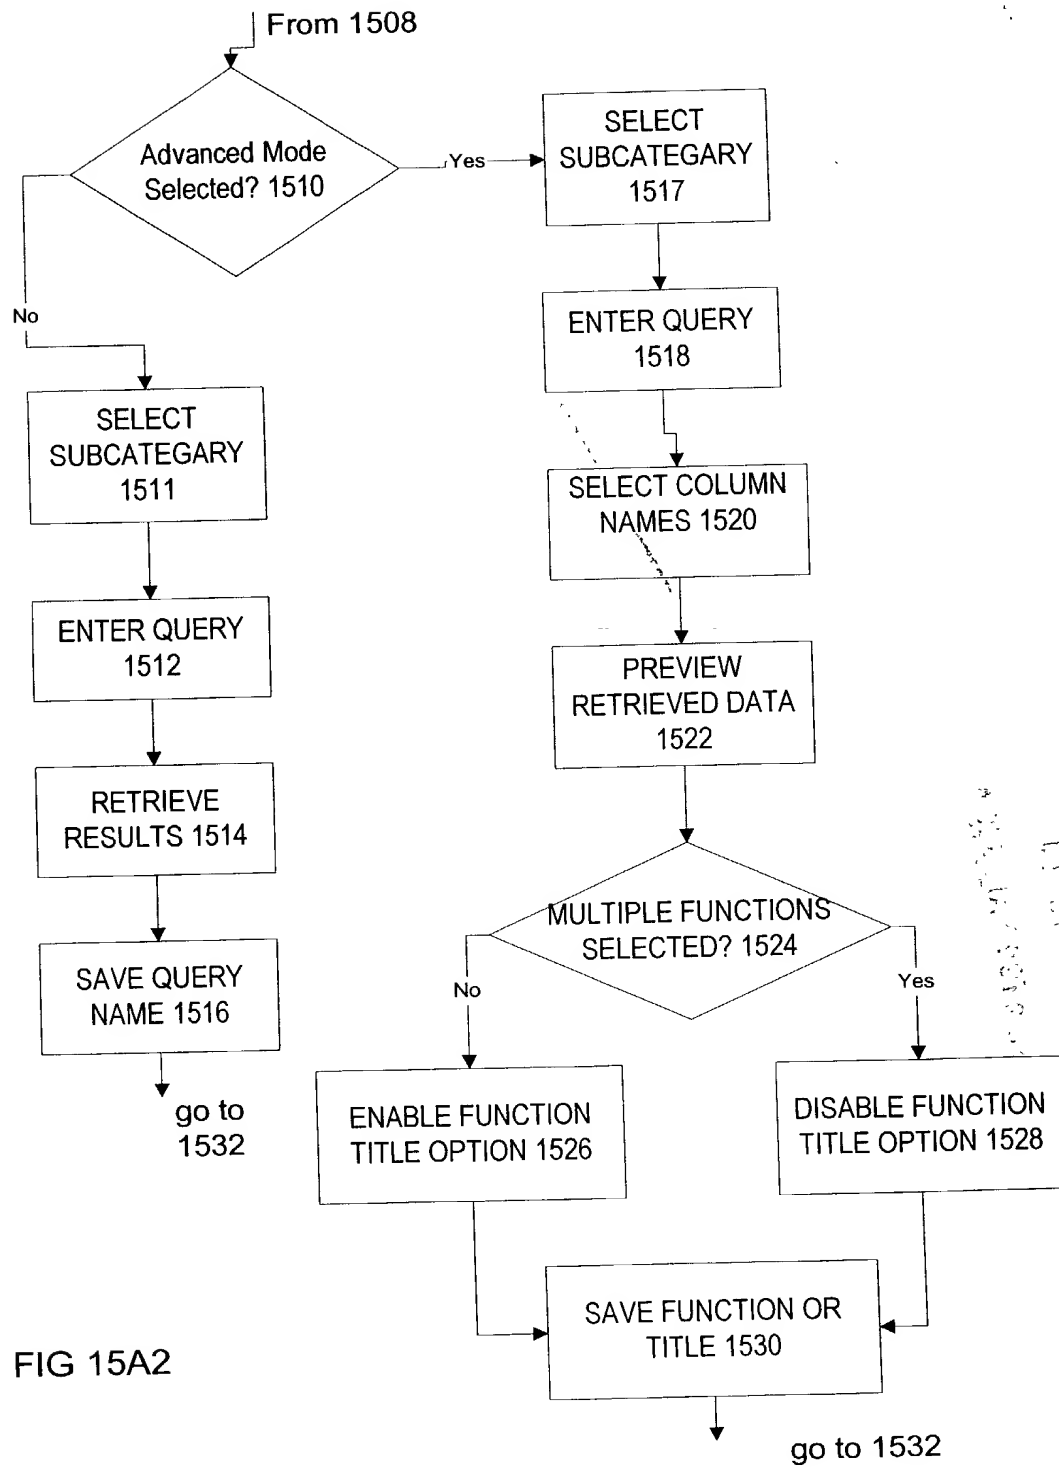 From 1508
Advanced Mode
Selected? 1510
Yes
SELECT
SUBCATEGARY
1517
No
ENTER QUERY
1518
SELECT
SUBCATEGARY
1511
SELECT COLUMN
NAMES 1520
ENTER QUERY
1512
PREVIEW
RETRIEVED DATA
1522
RETRIEVE
RESULTS 1514
MULTIPLE FUNCTIONS
SELECTED? 1524
No
Yes
SAVE QUERY
NAME 1516
go to
1532
ENABLE FUNCTION
TITLE OPTION 1526
DISABLE FUNCTION
TITLE OPTION 1528
SAVE FUNCTION OR
TITLE 1530
FIG 15A2
go to 1532